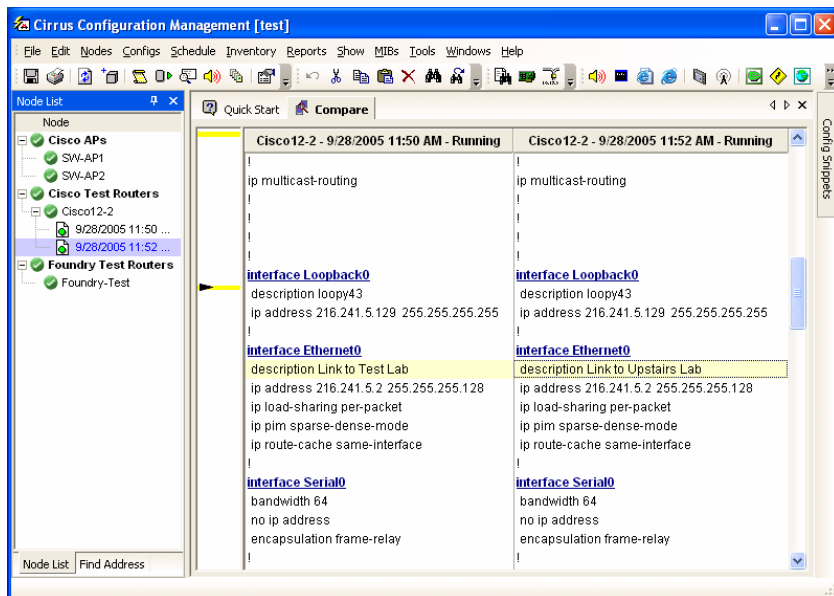 Cirrus Configuration Management [test]
File Edit Nodes Configs Schedule Inventory Reports Show MIBs Tools Windows Help
Node List
Node
Cisco APs
SW-AP1
SW-AP2
Cisco Test Routers
Cisco12-2
9/28/2005 11:50 ...
9/28/2005 11:52 ...
Foundry Test Routers
Foundry-Test
Node List Find Address
Quick Start Compare
Cisco12-2 - 9/28/2005 11:50 AM - Running
!
ip multicast-routing
!
!
!
!
interface Loopback0
description loopy43
ip address 216.241.5.129 255.255.255.255
!
interface Ethernet0
description Link to Test Lab
ip address 216.241.5.2 255.255.255.128
ip load-sharing per-packet
ip pim sparse-dense-mode
ip route-cache same-interface
!
interface Serial0
bandwidth 64
no ip address
encapsulation frame-relay
!
Cisco12-2 - 9/28/2005 11:52 AM - Running
!
ip multicast-routing
!
!
!
!
interface Loopback0
description loopy43
ip address 216.241.5.129 255.255.255.255
!
interface Ethernet0
description Link to Upstairs Lab
ip address 216.241.5.2 255.255.255.128
ip load-sharing per-packet
ip pim sparse-dense-mode
ip route-cache same-interface
!
interface Serial0
bandwidth 64
no ip address
encapsulation frame-relay
!
Config Snippets